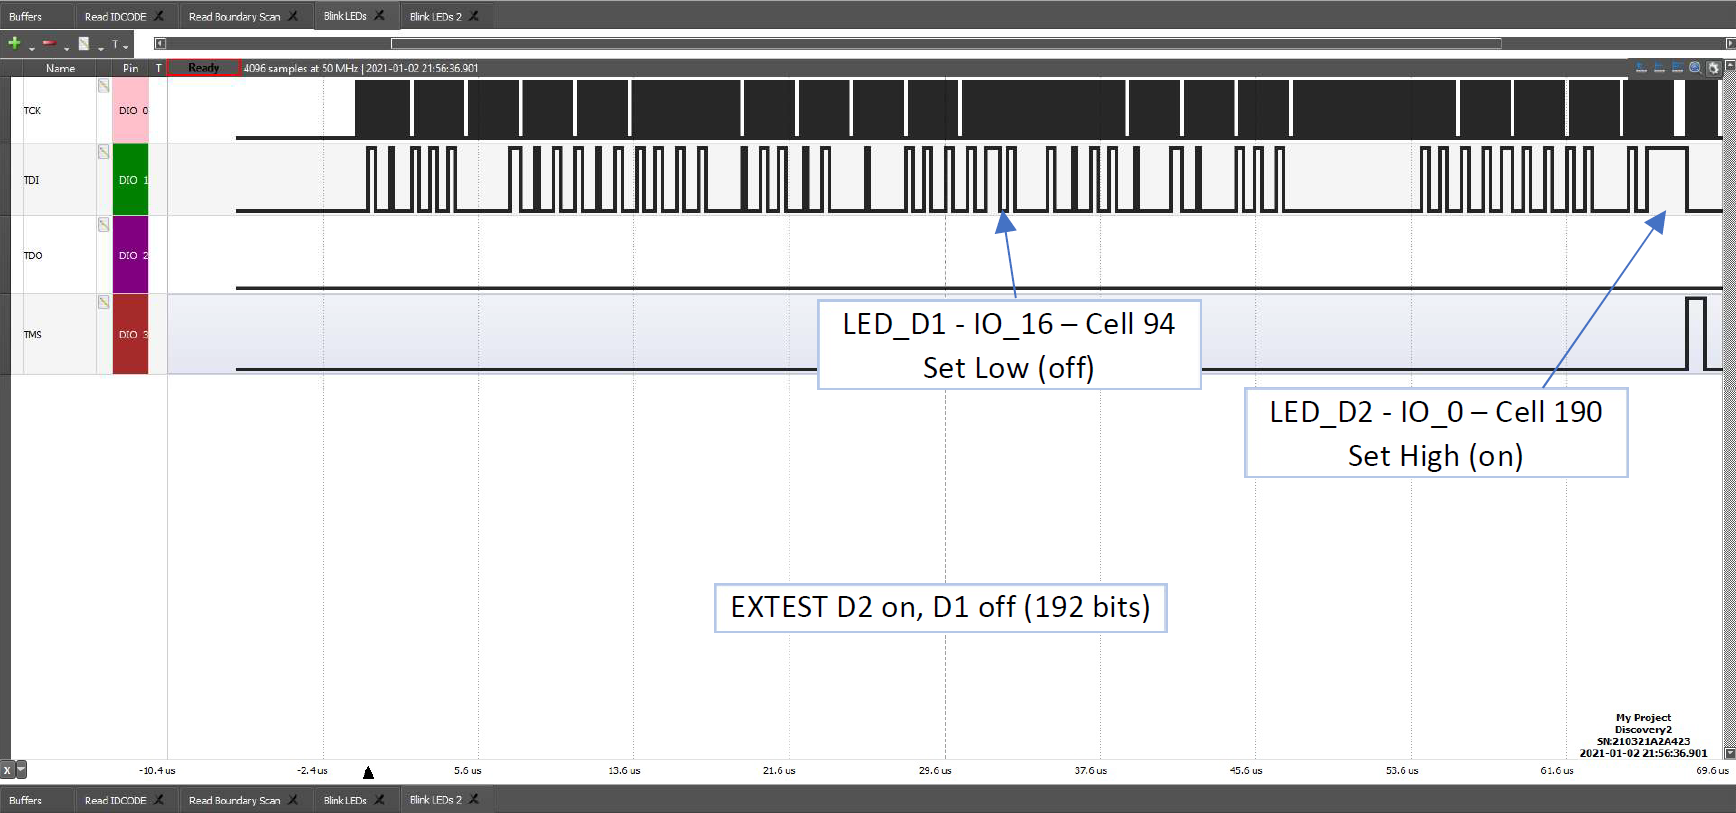 Buffers Read IDCODE X Read Boundary Scan X Blink LEDs X Blink LEDs 2 X
T
Name Pin T Ready 4096 samples at 50 MHz | 2021-01-02 21:56:36.901
TCK DIO 0
TDI DIO 1
TDO DIO 2
TMS DIO 3
LED_D1 - IO_16 – Cell 94
Set Low (off)
LED_D2 - IO_0 – Cell 190
Set High (on)
EXTEST D2 on, D1 off (192 bits)
My Project
Discovery2
SN:210321A2A423
2021-01-02 21:56:36.901
X -10.4 us -2.4 us 5.6 us 13.6 us 21.6 us 29.6 us 37.6 us 45.6 us 53.6 us 61.6 us 69.6 us
Buffers Read IDCODE X Read Boundary Scan X Blink LEDs X Blink LEDs 2 X